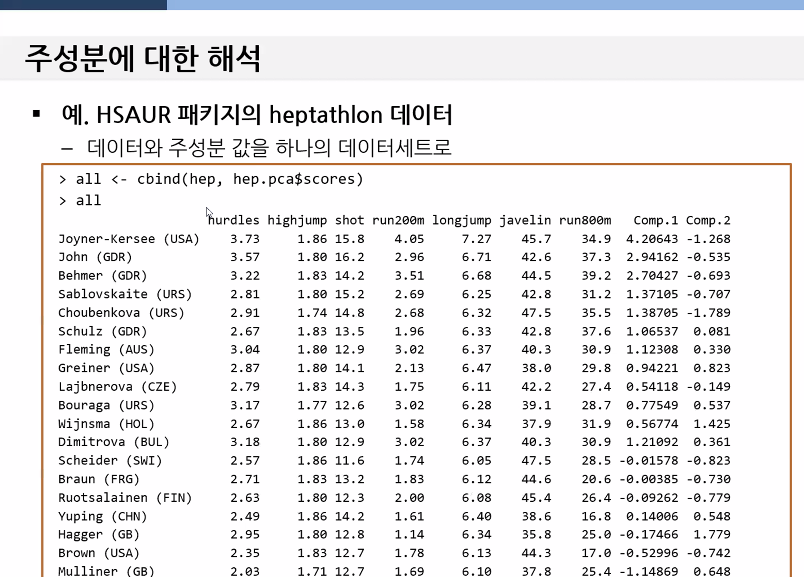 주성분에 대한 해석
▪ 예. HSAUR 패키지의 heptathlon 데이터
– 데이터와 주성분 값을 하나의 데이터세트로
> all <- cbind(hep, hep.pca$scores)
> all
hurdles highjump shot run200m longjump javelin run800m Comp.1 Comp.2
Joyner-Kersee (USA) 3.73 1.86 15.8 4.05 7.27 45.7 34.9 4.20643 -1.268
John (GDR) 3.57 1.80 16.2 2.96 6.71 42.6 37.3 2.94162 -0.535
Behmer (GDR) 3.22 1.83 14.2 3.51 6.68 44.5 39.2 2.70427 -0.693
Sablovskaite (URS) 2.81 1.80 15.2 2.69 6.25 42.8 31.2 1.37105 -0.707
Choubenkova (URS) 2.91 1.74 14.8 2.68 6.32 47.5 35.5 1.38705 -1.789
Schulz (GDR) 2.67 1.83 13.5 1.96 6.33 42.8 37.6 1.06537 0.081
Fleming (AUS) 3.04 1.80 12.9 3.02 6.37 40.3 30.9 1.12308 0.330
Greiner (USA) 2.87 1.80 14.1 2.13 6.47 38.0 29.8 0.94221 0.823
Lajbnerova (CZE) 2.79 1.83 14.3 1.75 6.11 42.2 27.4 0.54118 -0.149
Bouraga (URS) 3.17 1.77 12.6 3.02 6.28 39.1 28.7 0.77549 0.537
Wijnsma (HOL) 2.67 1.86 13.0 1.58 6.34 37.9 31.9 0.56774 1.425
Dimitrova (BUL) 3.18 1.80 12.9 3.02 6.37 40.3 30.9 1.21092 0.361
Scheider (SWI) 2.57 1.86 11.6 1.74 6.05 47.5 28.5 -0.01578 -0.823
Braun (FRG) 2.71 1.83 13.2 1.83 6.12 44.6 20.6 -0.00385 -0.730
Ruotsalainen (FIN) 2.63 1.80 12.3 2.00 6.08 45.4 26.4 -0.09262 -0.779
Yuping (CHN) 2.49 1.86 14.2 1.61 6.40 38.6 16.8 0.14006 0.548
Hagger (GB) 2.95 1.80 12.8 1.14 6.34 35.8 25.0 -0.17466 1.779
Brown (USA) 2.35 1.83 12.7 1.78 6.13 44.3 17.0 -0.52996 -0.742
Mulliner (GB) 2.03 1.71 12.7 1.69 6.10 37.8 25.4 -1.14869 0.648